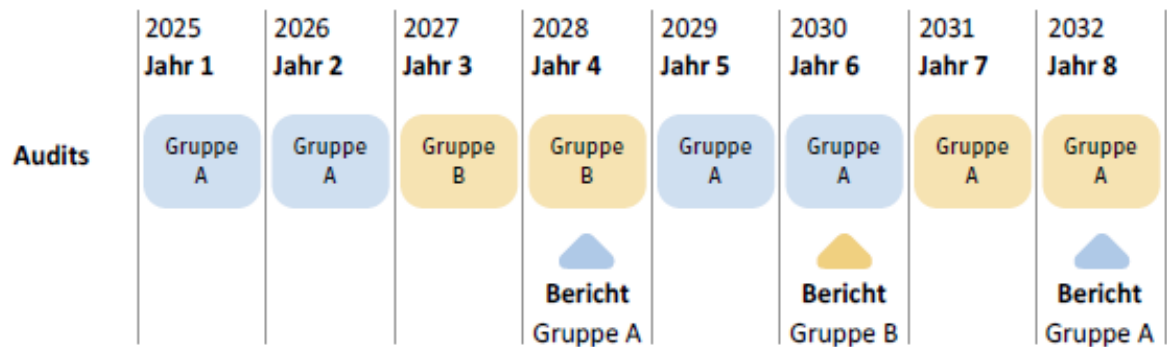 2025 2026 2027 2028 2029 2030 2031 2032
Jahr 1 Jahr 2 Jahr 3 Jahr 4 Jahr 5 Jahr 6 Jahr 7 Jahr 8
Audits
Gruppe
A
Gruppe
A
Gruppe
B
Gruppe
B
Gruppe
A
Gruppe
A
Gruppe
A
Gruppe
A
Bericht
Gruppe A
Bericht
Gruppe B
Bericht
Gruppe A